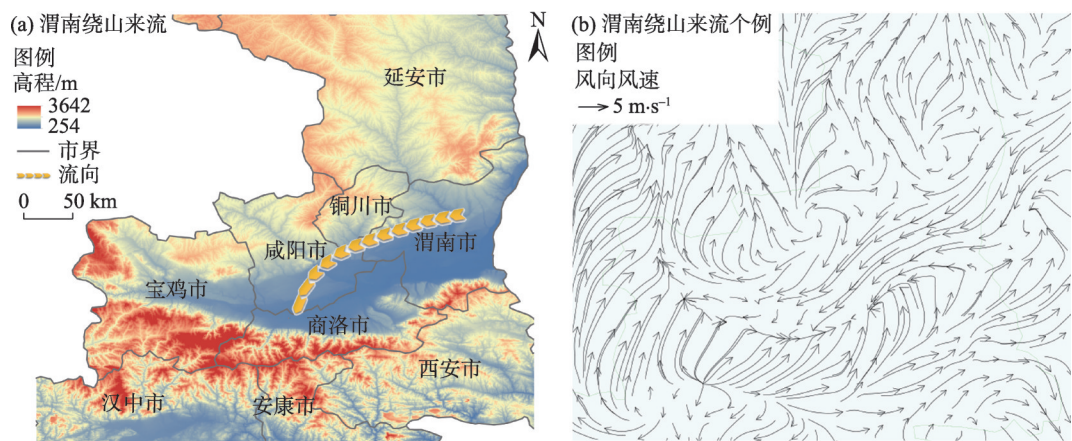 (a) 渭南绕山来流
图例
高程/m
3642
254
市界
流向
0 50 km
N
延安市
铜川市
咸阳市
渭南市
宝鸡市
商洛市
西安市
汉中市
安康市
(b) 渭南绕山来流个例
图例
风向风速
5 m·s⁻¹